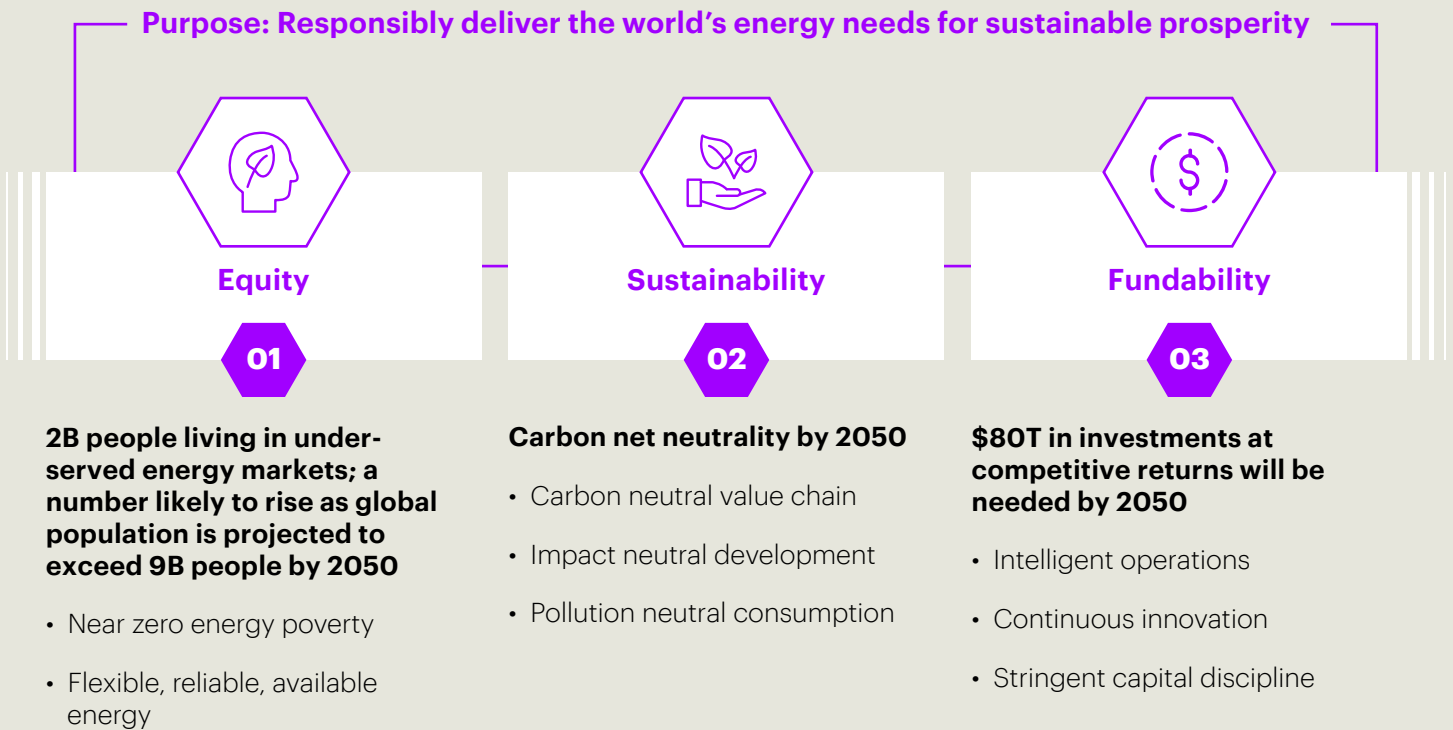 Purpose: Responsibly deliver the world’s energy needs for sustainable prosperity
Equity
01
2B people living in under-
served energy markets; a
number likely to rise as global
population is projected to
exceed 9B people by 2050
• Near zero energy poverty
• Flexible, reliable, available
energy
Sustainability
02
Carbon net neutrality by 2050
• Carbon neutral value chain
• Impact neutral development
• Pollution neutral consumption
$
Fundability
03
$80T in investments at
competitive returns will be
needed by 2050
• Intelligent operations
• Continuous innovation
• Stringent capital discipline